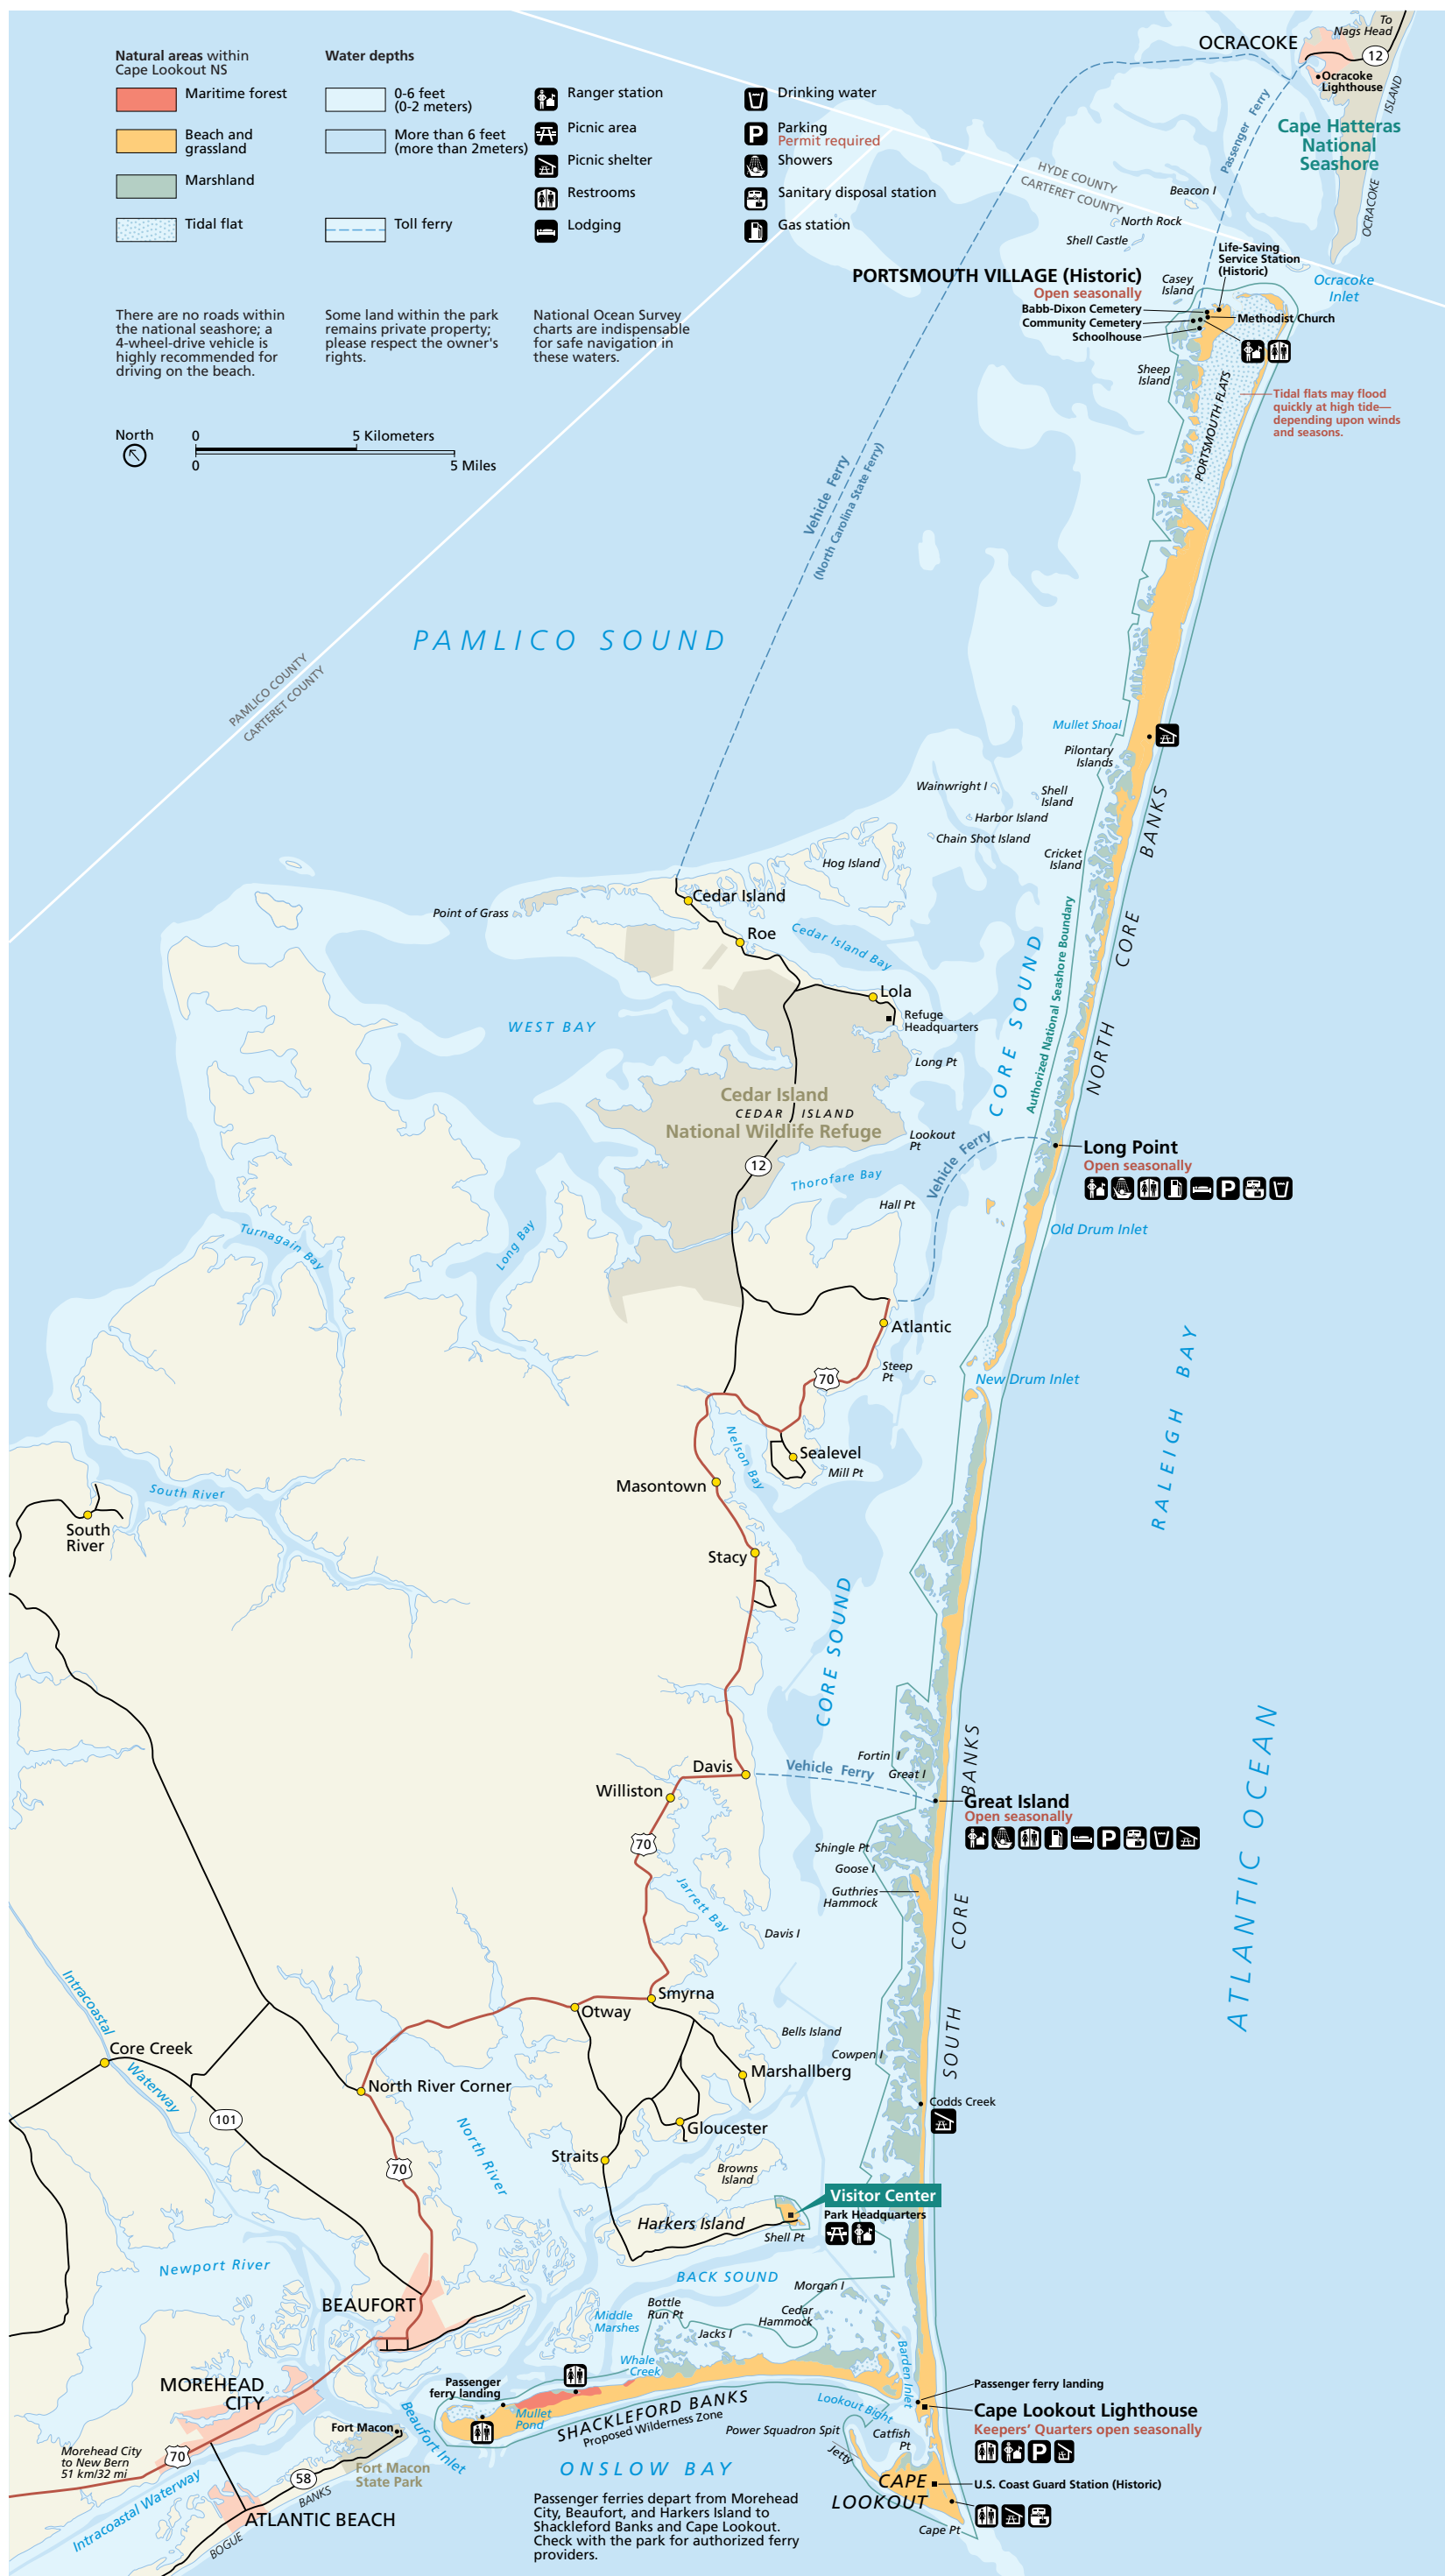 Natural areas within
Cape Lookout NS
Maritime forest
Beach and
grassland
Marshland
Tidal flat
Water depths
0-6 feet
(0-2 meters)
More than 6 feet
(more than 2meters)
Toll ferry
Ranger station
Picnic area
Picnic shelter
Restrooms
Lodging
Drinking water
P
Parking
Permit required
Showers
Sanitary disposal station
Gas station
There are no roads within
the national seashore; a
4-wheel-drive vehicle is
highly recommended for
driving on the beach.
Some land within the park
remains private property;
please respect the owner's
rights.
National Ocean Survey
charts are indispensable
for safe navigation in
these waters.
North
0
5 Kilometers
0
5 Miles
To
Nags Head
OCRACOKE
12
Ocracoke
Lighthouse
OCRACOKE
ISLAND
Cape Hatteras
National
Seashore
Passenger Ferry
HYDE COUNTY
CARTERET COUNTY
Beacon I
North Rock
Shell Castle
Life-Saving
Service Station
(Historic)
Ocracoke
Inlet
PORTSMOUTH VILLAGE (Historic)
Open seasonally
Casey
Island
Babb-Dixon Cemetery
Community Cemetery
Schoolhouse
Methodist Church
Sheep
Island
PORTSMOUTH FLATS
Tidal flats may flood
quickly at high tide—
depending upon winds
and seasons.
Vehicle Ferry
(North Carolina State Ferry)
PAMLICO SOUND
PAMLICO COUNTY
CARTERET COUNTY
Mullet Shoal
Pilontary
Islands
Wainwright I
Shell
Island
Harbor Island
Chain Shot Island
Cricket
Island
Hog Island
NORTH CORE BANKS
Point of Grass
Cedar Island
Roe
Cedar Island Bay
Lola
Refuge
Headquarters
WEST BAY
Long Pt
CORE SOUND
Authorized National Seashore Boundary
Cedar Island
CEDAR ISLAND
National Wildlife Refuge
Lookout
Pt
Vehicle Ferry
12
Thorofare Bay
Hall Pt
Long Point
Open seasonally
P
Old Drum Inlet
Turnagain Bay
Long Bay
Atlantic
Steep
Pt
70
New Drum Inlet
RALEIGH BAY
Nelson Bay
Sealevel
Mill Pt
Masontown
South River
South
River
Stacy
CORE SOUND
Davis
Vehicle Ferry
Fortin I
Great I
Williston
70
Great Island
Open seasonally
P
Shingle Pt
Goose I
Guthries
Hammock
Jarrett Bay
Davis I
SOUTH CORE BANKS
ATLANTIC OCEAN
Intracoastal
Waterway
Core Creek
101
Smyrna
Otway
Bells Island
Cowpen I
North River Corner
Marshallberg
Codds Creek
70
North River
Gloucester
Straits
Browns
Island
Visitor Center
Park Headquarters
Harkers Island
Shell Pt
Newport River
BACK SOUND
Morgan I
BEAUFORT
Bottle
Run Pt
Cedar
Hammock
Middle
Marshes
Jacks I
Whale
Creek
Barden Inlet
MOREHEAD
CITY
Passenger
ferry landing
Passenger ferry landing
Cape Lookout Lighthouse
Keepers' Quarters open seasonally
P
Mullet
Pond
SHACKLEFORD BANKS
Proposed Wilderness Zone
Lookout Bight
Power Squadron Spit
Catfish
Pt
Jetty
Beaufort Inlet
Fort Macon
Fort Macon
State Park
Morehead City
to New Bern
51 km/32 mi
70
58
BOGUE BANKS
Intracoastal Waterway
ATLANTIC BEACH
ONSLOW BAY
CAPE
LOOKOUT
U.S. Coast Guard Station (Historic)
Cape Pt
Passenger ferries depart from Morehead
City, Beaufort, and Harkers Island to
Shackleford Banks and Cape Lookout.
Check with the park for authorized ferry
providers.